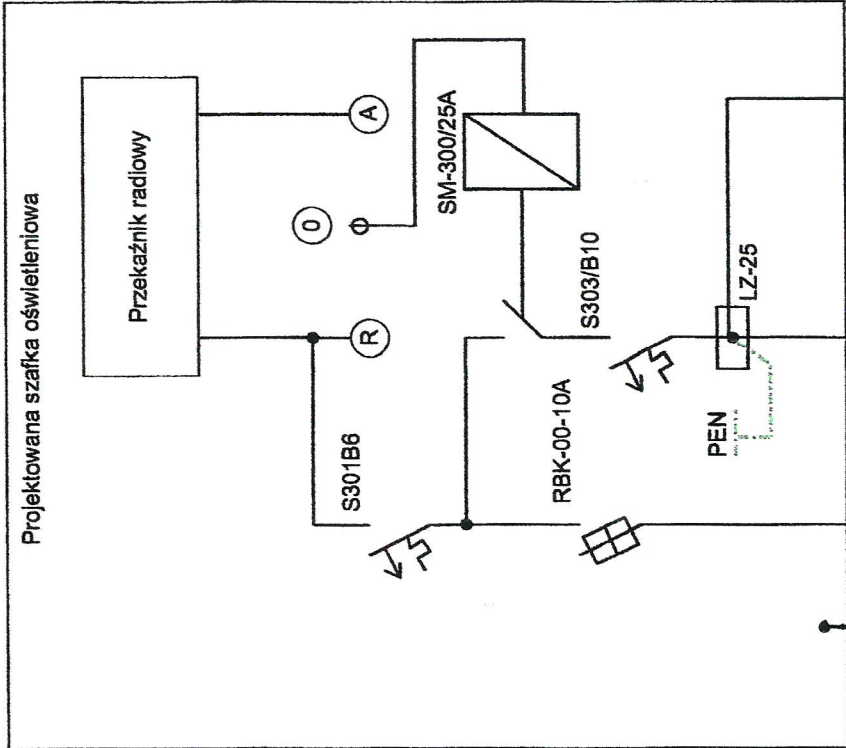 Projektowana szafka oświetleniowa
Przekaźnik radiowy
R
0
A
S301B6
SM-300/25A
RBK-00-10A
S303/B10
PEN
LZ-25